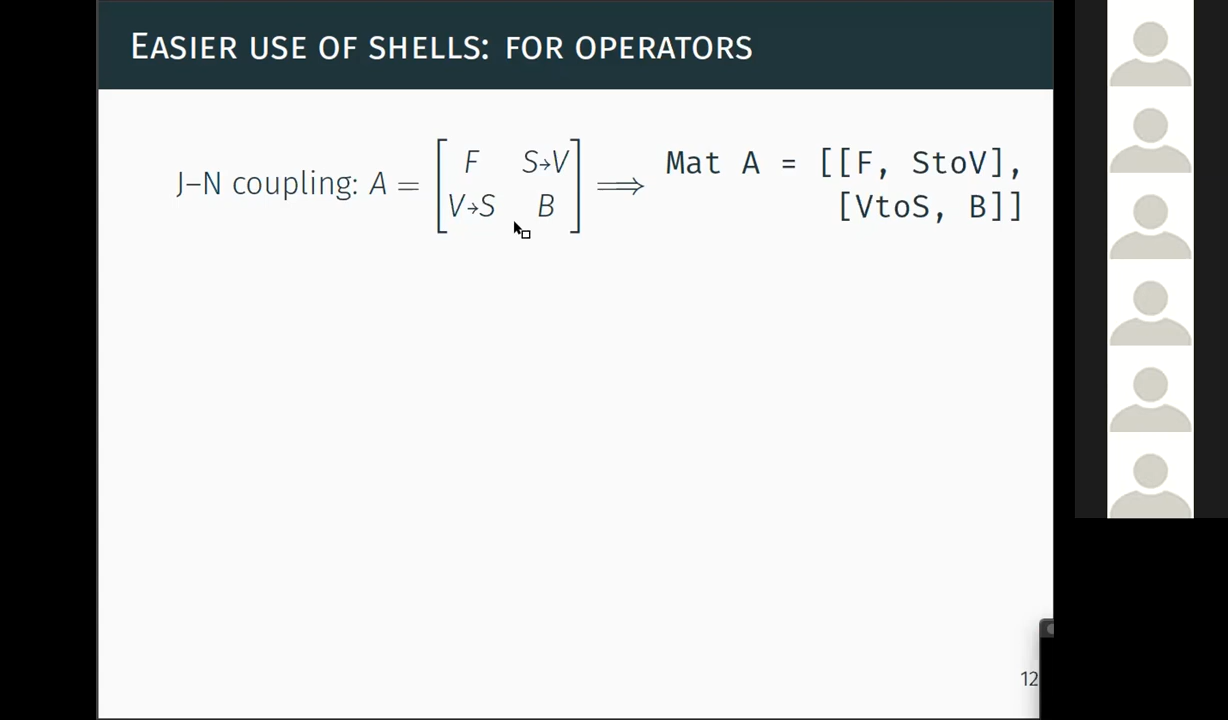 EASIER USE OF SHELLS: FOR OPERATORS
J–N coupling: A = [F S→V
V→S B] ⟹ Mat A = [[F, StoV],
[VtoS, B]]
12